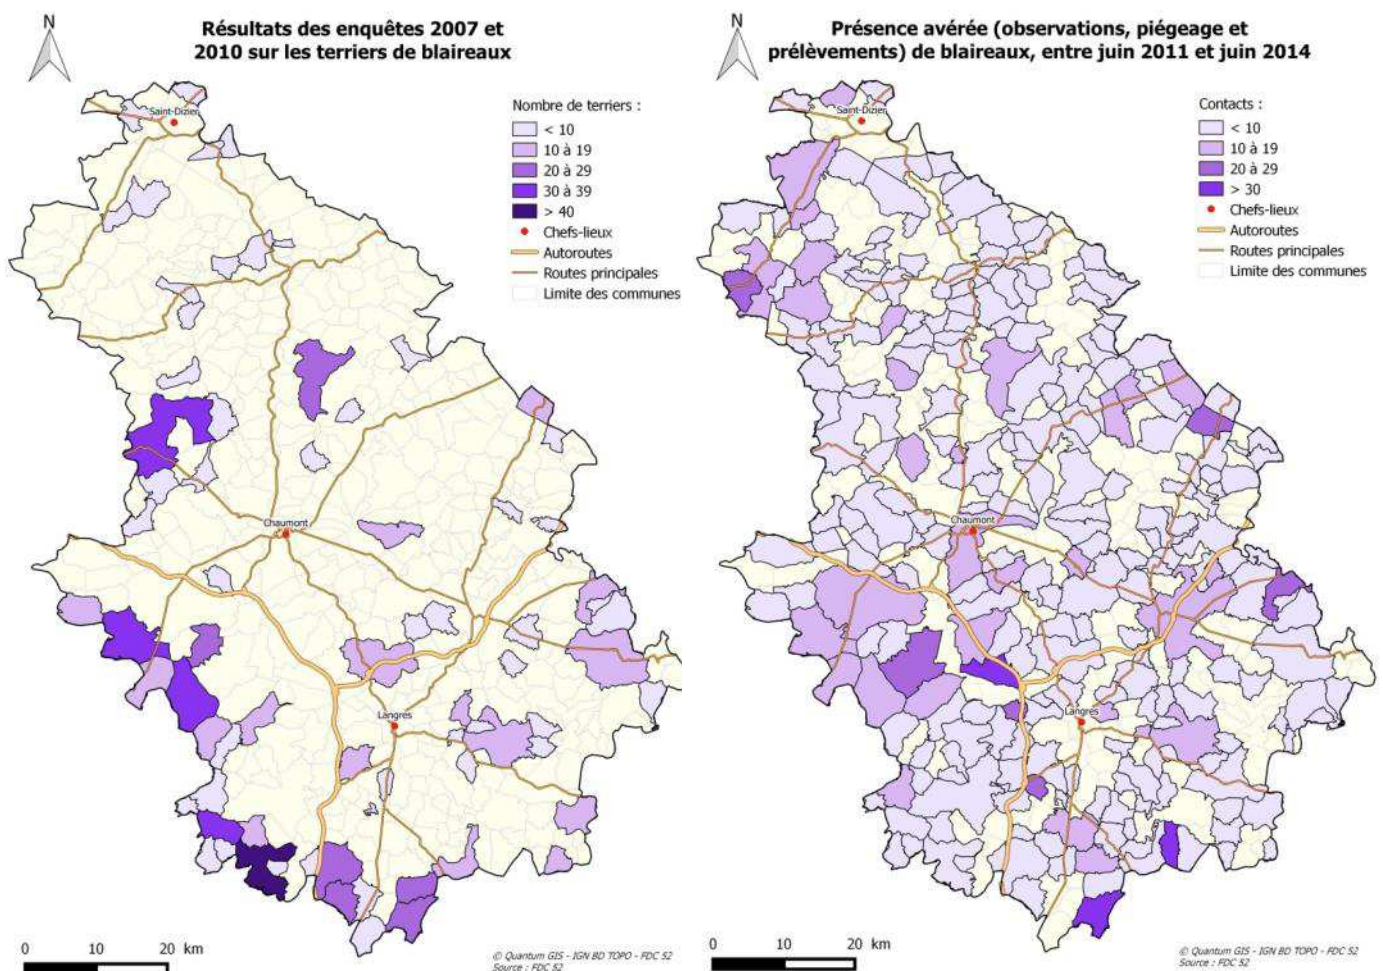 N
Résultats des enquêtes 2007 et
2010 sur les terriers de blaireaux
Saint-Dizier
Nombre de terriers :
< 10
10 à 19
20 à 29
30 à 39
> 40
Chefs-lieux
Autoroutes
Routes principales
Limite des communes
Chaumont
Langres
0 10 20 km
© Quantum GIS - IGN BD TOPO - FDC 52
Source : FDC 52
N
Présence avérée (observations, piégeage et
prélèvements) de blaireaux, entre juin 2011 et juin 2014
Saint-Dizier
Contacts :
< 10
10 à 19
20 à 29
> 30
Chefs-lieux
Autoroutes
Routes principales
Limite des communes
Chaumont
Langres
0 10 20 km
© Quantum GIS - IGN BD TOPO - FDC 52
Source : FDC 52